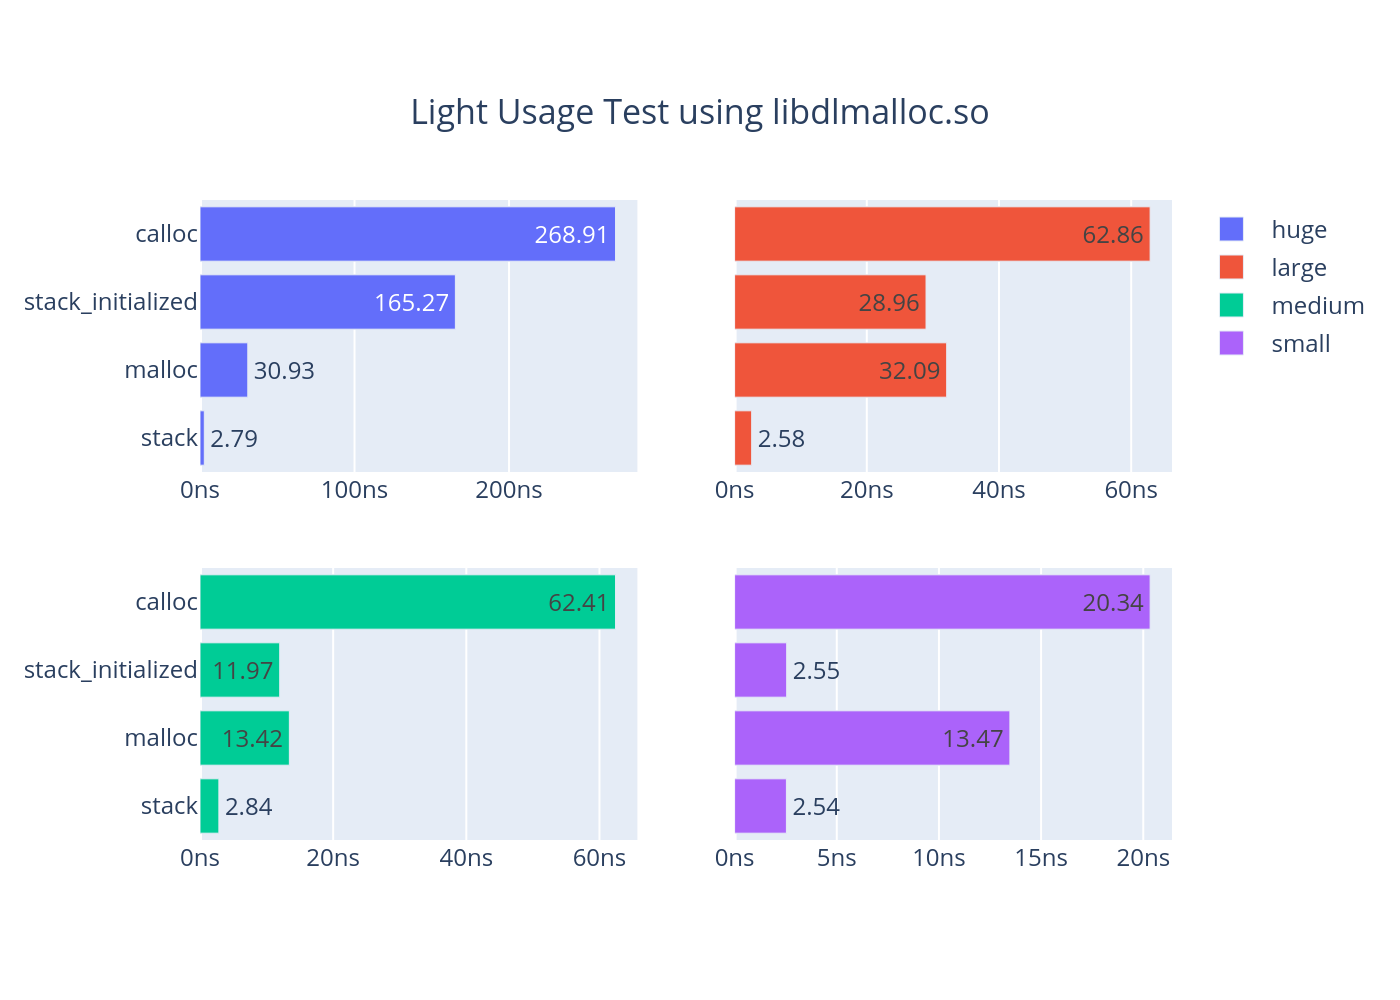 Light Usage Test using libdlmalloc.so
calloc 268.91
stack_initialized 165.27
malloc 30.93
stack 2.79
0ns 100ns 200ns
62.86
28.96
32.09
2.58
0ns 20ns 40ns 60ns
huge
large
medium
small
calloc 62.41
stack_initialized 11.97
malloc 13.42
stack 2.84
0ns 20ns 40ns 60ns
20.34
2.55
13.47
2.54
0ns 5ns 10ns 15ns 20ns